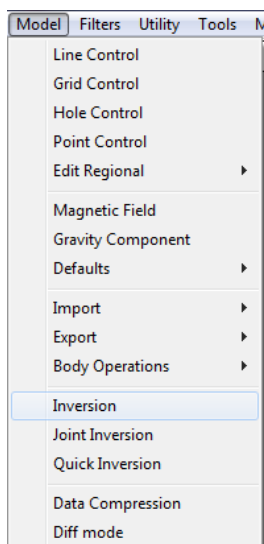 Model Filters Utility Tools
Line Control
Grid Control
Hole Control
Point Control
Edit Regional
Magnetic Field
Gravity Component
Defaults
Import
Export
Body Operations
Inversion
Joint Inversion
Quick Inversion
Data Compression
Diff mode